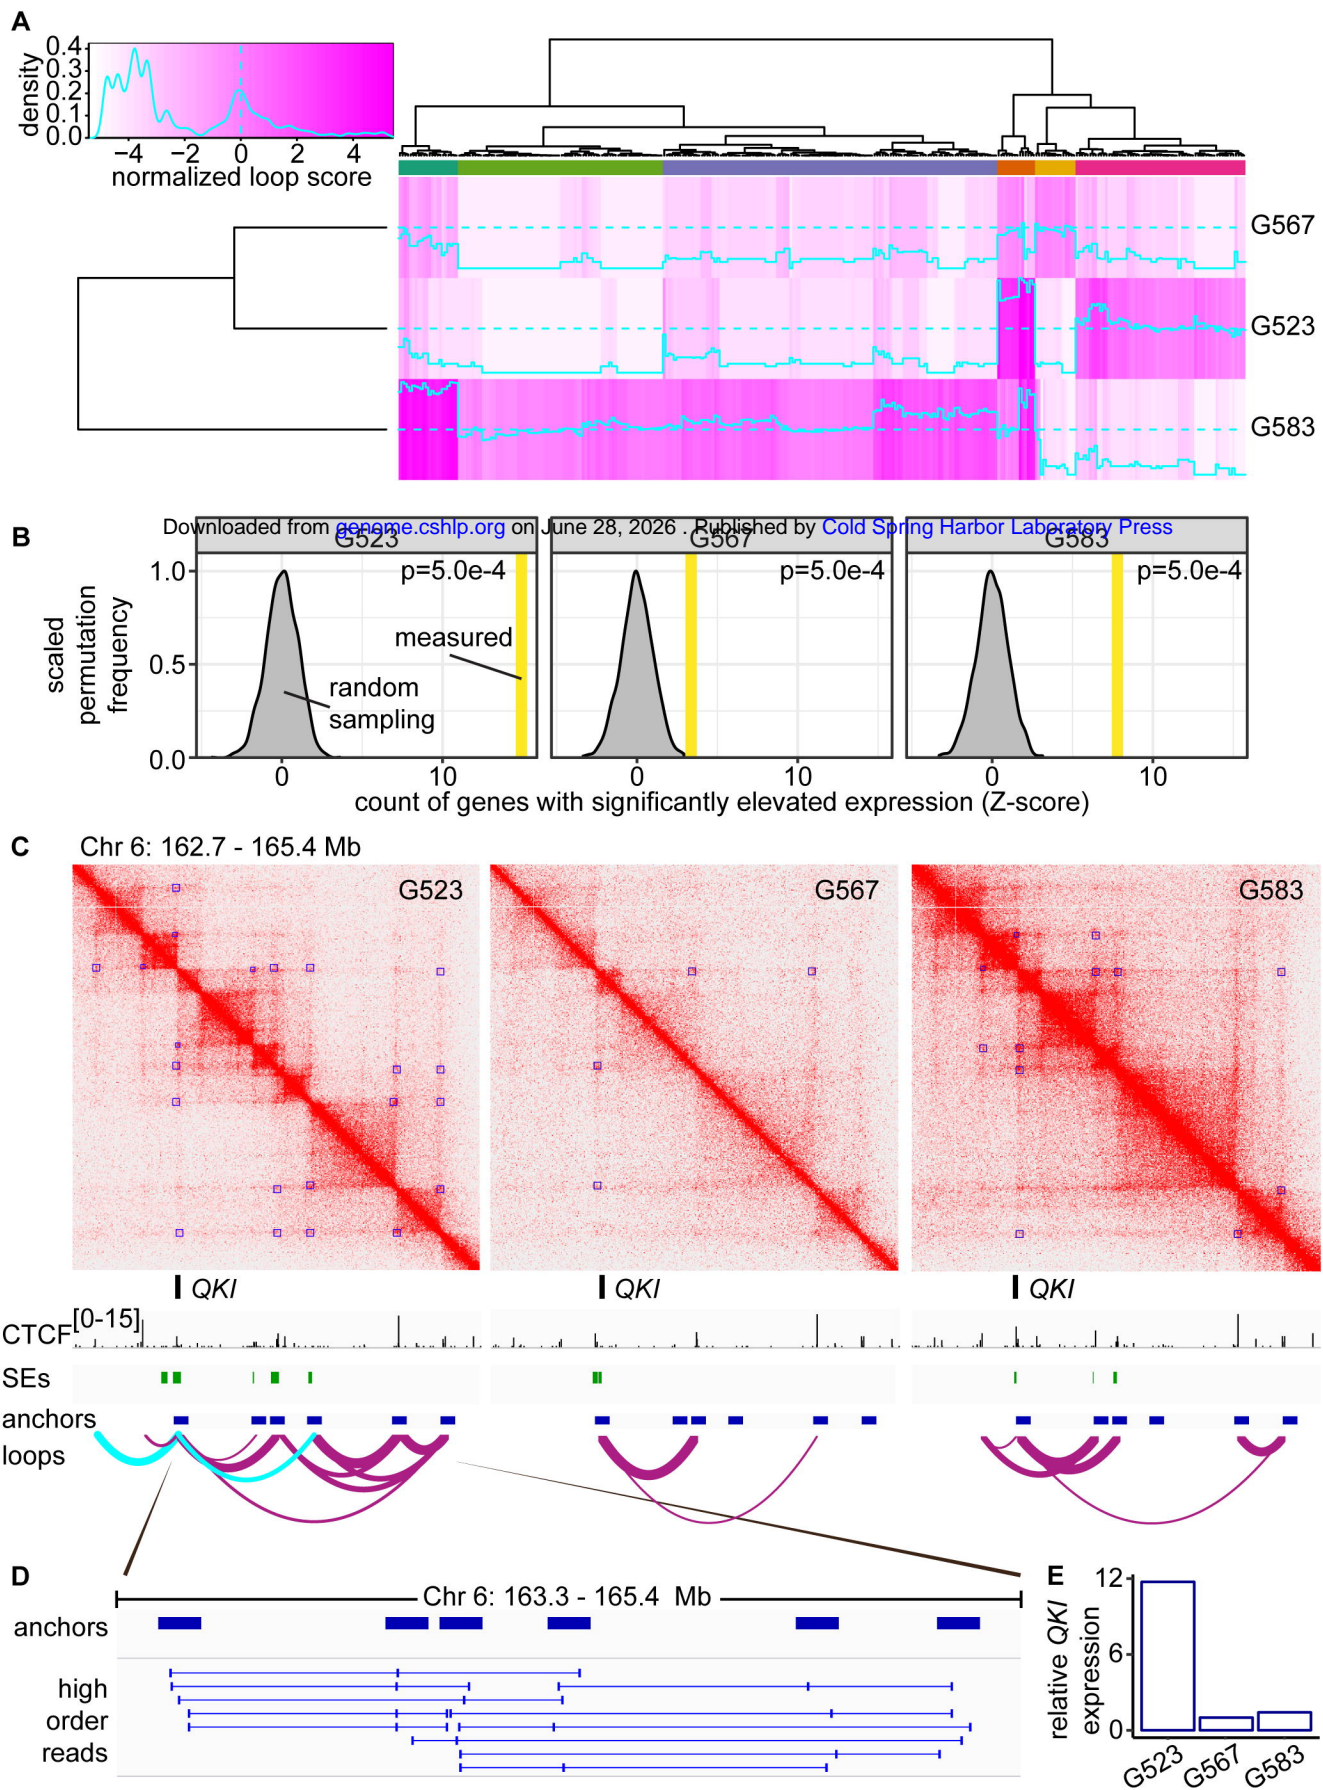 A
0.4
0.3
0.2
0.1
0.0
density
−4 −2 0 2 4
normalized loop score
G567
G523
G583
B
Downloaded from genome.cshlp.org on June 28, 2026 . Published by Cold Spring Harbor Laboratory Press
G523 G567 G583
p=5.0e-4 p=5.0e-4 p=5.0e-4
1.0
0.5
0.0
scaled
permutation
frequency
measured
random
sampling
0 10 0 10 0 10
count of genes with significantly elevated expression (Z-score)
C Chr 6: 162.7 - 165.4 Mb
G523 G567 G583
QKI QKI QKI
CTCF [0-15]
SEs
anchors
loops
D
Chr 6: 163.3 - 165.4 Mb
anchors
high
order
reads
E
12
6
0
relative QKI
expression
G523 G567 G583